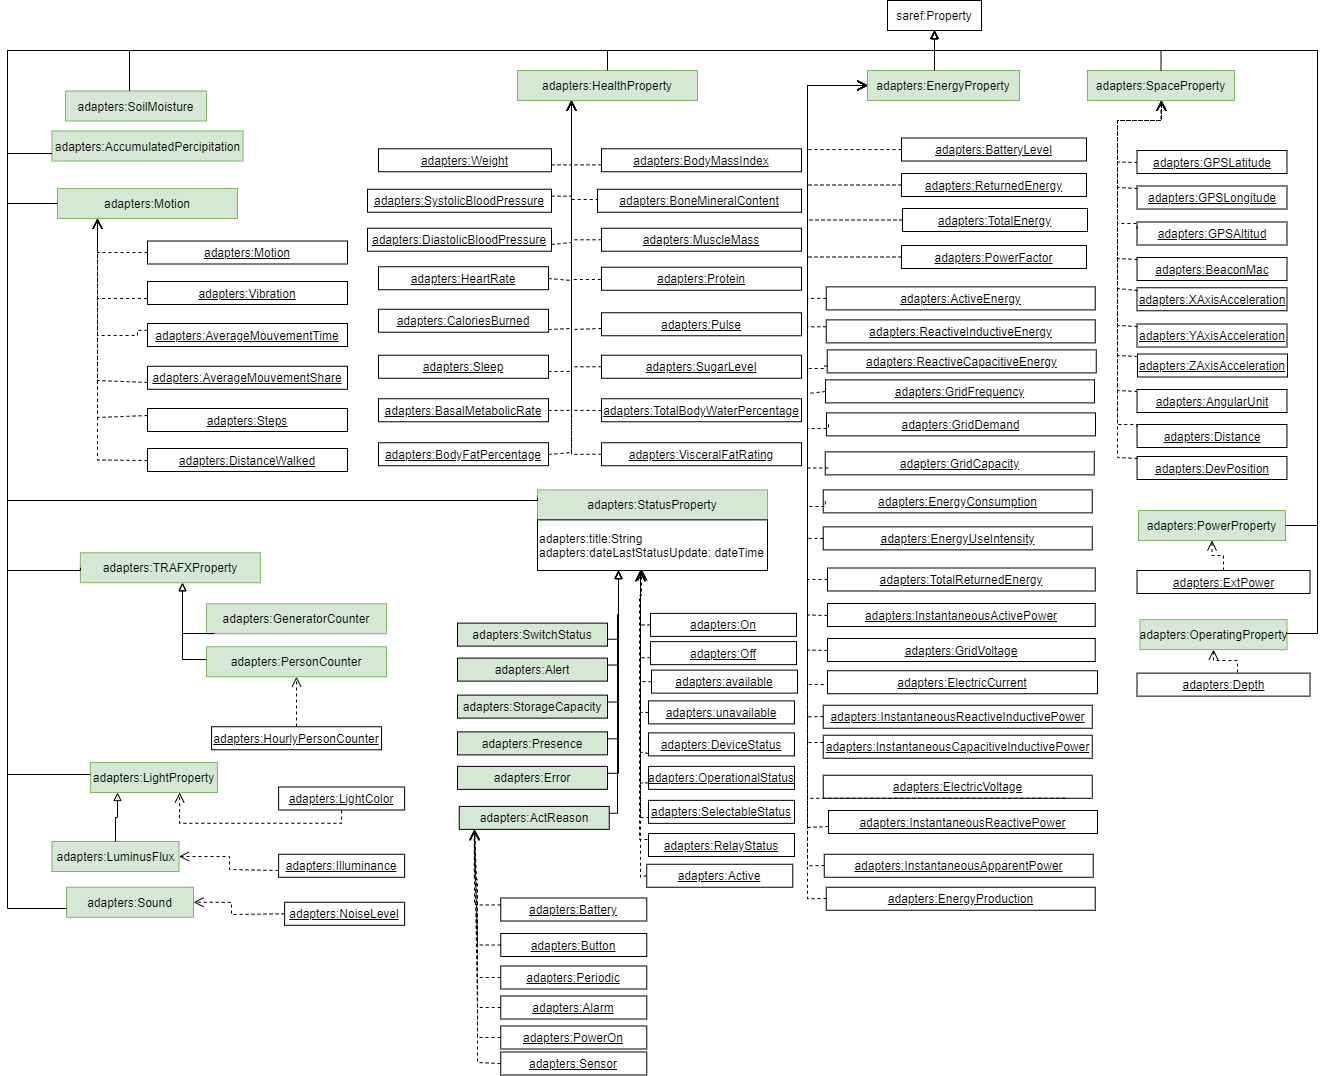 saref:Property
adapters:SoilMoisture
adapters:AccumulatedPercipitation
adapters:Motion
adapters:Motion
adapters:Vibration
adapters:AverageMouvementTime
adapters:AverageMouvementShare
adapters:Steps
adapters:DistanceWalked
adapters:HealthProperty
adapters:Weight
adapters:BodyMassIndex
adapters:SystolicBloodPressure
adapters:BoneMineralContent
adapters:DiastolicBloodPressure
adapters:MuscleMass
adapters:HeartRate
adapters:Protein
adapters:CaloriesBurned
adapters:Pulse
adapters:Sleep
adapters:SugarLevel
adapters:BasalMetabolicRate
adapters:TotalBodyWaterPercentage
adapters:BodyFatPercentage
adapters:VisceralFatRating
adapters:EnergyProperty
adapters:BatteryLevel
adapters:ReturnedEnergy
adapters:TotalEnergy
adapters:PowerFactor
adapters:ActiveEnergy
adapters:ReactiveInductiveEnergy
adapters:ReactiveCapacitiveEnergy
adapters:GridFrequency
adapters:GridDemand
adapters:GridCapacity
adapters:EnergyConsumption
adapters:EnergyUseIntensity
adapters:TotalReturnedEnergy
adapters:InstantaneousActivePower
adapters:GridVoltage
adapters:ElectricCurrent
adapters:InstantaneousReactiveInductivePower
adapters:InstantaneousCapacitiveInductivePower
adapters:ElectricVoltage
adapters:InstantaneousReactivePower
adapters:InstantaneousApparentPower
adapters:EnergyProduction
adapters:SpaceProperty
adapters:GPSLatitude
adapters:GPSLongitude
adapters:GPSAltitud
adapters:BeaconMac
adapters:XAxisAcceleration
adapters:YAxisAcceleration
adapters:ZAxisAcceleration
adapters:AngularUnit
adapters:Distance
adapters:DevPosition
adapters:PowerProperty
adapters:ExtPower
adapters:OperatingProperty
adapters:Depth
adapters:StatusProperty
adapters:title:String
adapters:dateLastStatusUpdate: dateTime
adapters:SwitchStatus
adapters:Alert
adapters:StorageCapacity
adapters:Presence
adapters:Error
adapters:ActReason
adapters:On
adapters:Off
adapters:available
adapters:unavailable
adapters:DeviceStatus
adapters:OperationalStatus
adapters:SelectableStatus
adapters:RelayStatus
adapters:Active
adapters:Battery
adapters:Button
adapters:Periodic
adapters:Alarm
adapters:PowerOn
adapters:Sensor
adapters:TRAFXProperty
adapters:GeneratorCounter
adapters:PersonCounter
adapters:HourlyPersonCounter
adapters:LightProperty
adapters:LightColor
adapters:LuminusFlux
adapters:Illuminance
adapters:Sound
adapters:NoiseLevel